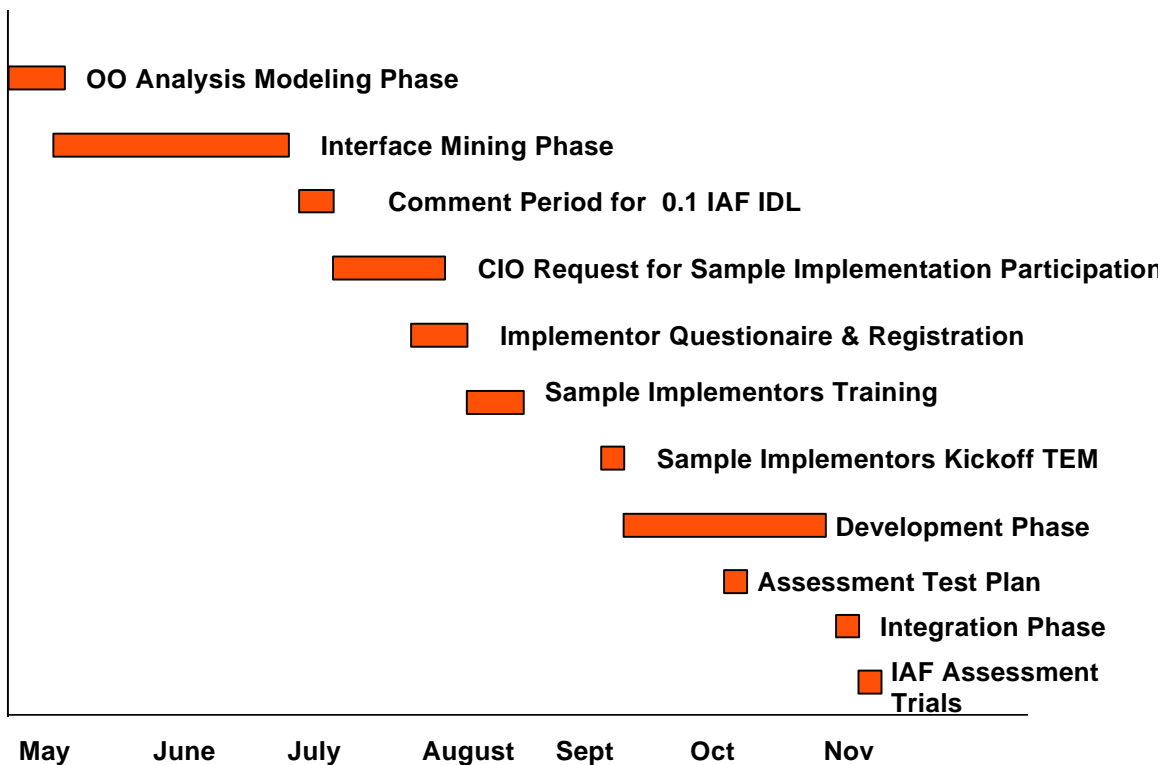 OO Analysis Modeling Phase
Interface Mining Phase
Comment Period for 0.1 IAF IDL
CIO Request for Sample Implementation Participation
Implementor Questionaire & Registration
Sample Implementors Training
Sample Implementors Kickoff TEM
Development Phase
Assessment Test Plan
Integration Phase
IAF Assessment
Trials
May June July August Sept Oct Nov